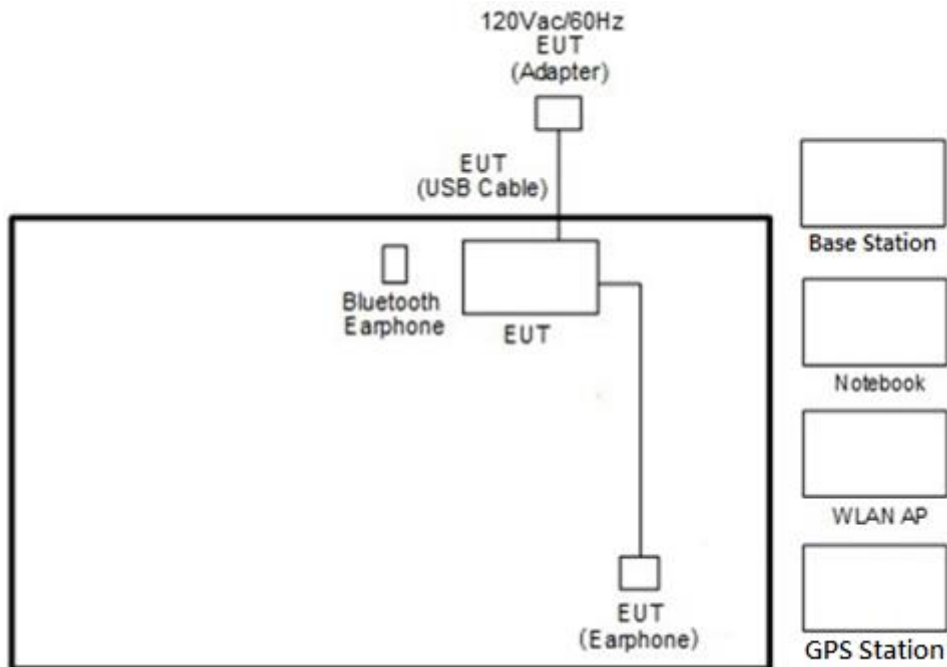 120Vac/60Hz
EUT
(Adapter)
EUT
(USB Cable)
Base Station
Bluetooth
Earphone
EUT
Notebook
WLAN AP
EUT
(Earphone)
GPS Station